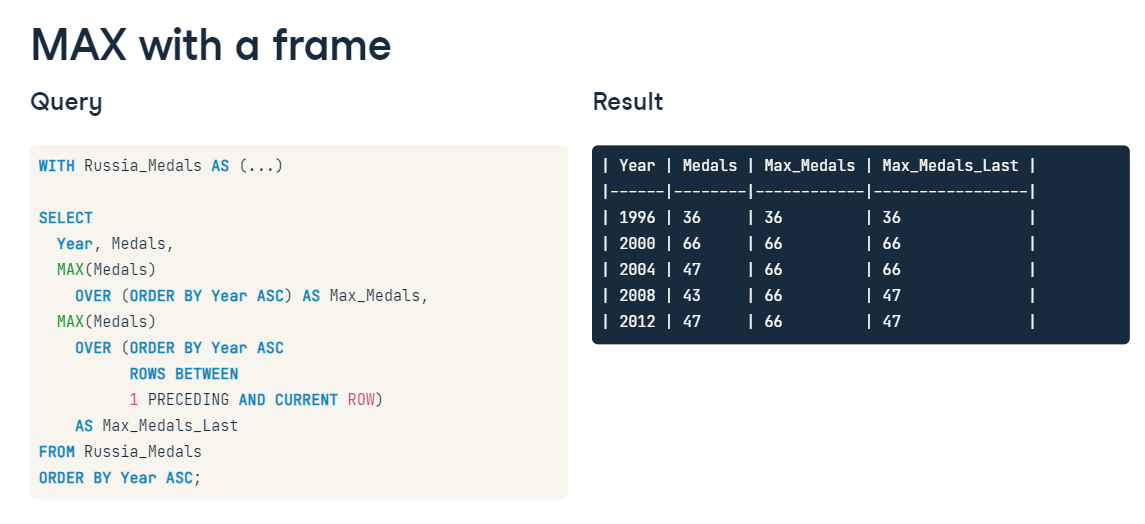 MAX with a frame
Query
WITH Russia_Medals AS (...)
SELECT
  Year, Medals,
  MAX(Medals)
    OVER (ORDER BY Year ASC) AS Max_Medals,
  MAX(Medals)
    OVER (ORDER BY Year ASC
          ROWS BETWEEN
          1 PRECEDING AND CURRENT ROW)
    AS Max_Medals_Last
FROM Russia_Medals
ORDER BY Year ASC;
Result
| Year | Medals | Max_Medals | Max_Medals_Last |
|------|--------|------------|-----------------|
| 1996 | 36     | 36         | 36              |
| 2000 | 66     | 66         | 66              |
| 2004 | 47     | 66         | 66              |
| 2008 | 43     | 66         | 47              |
| 2012 | 47     | 66         | 47              |